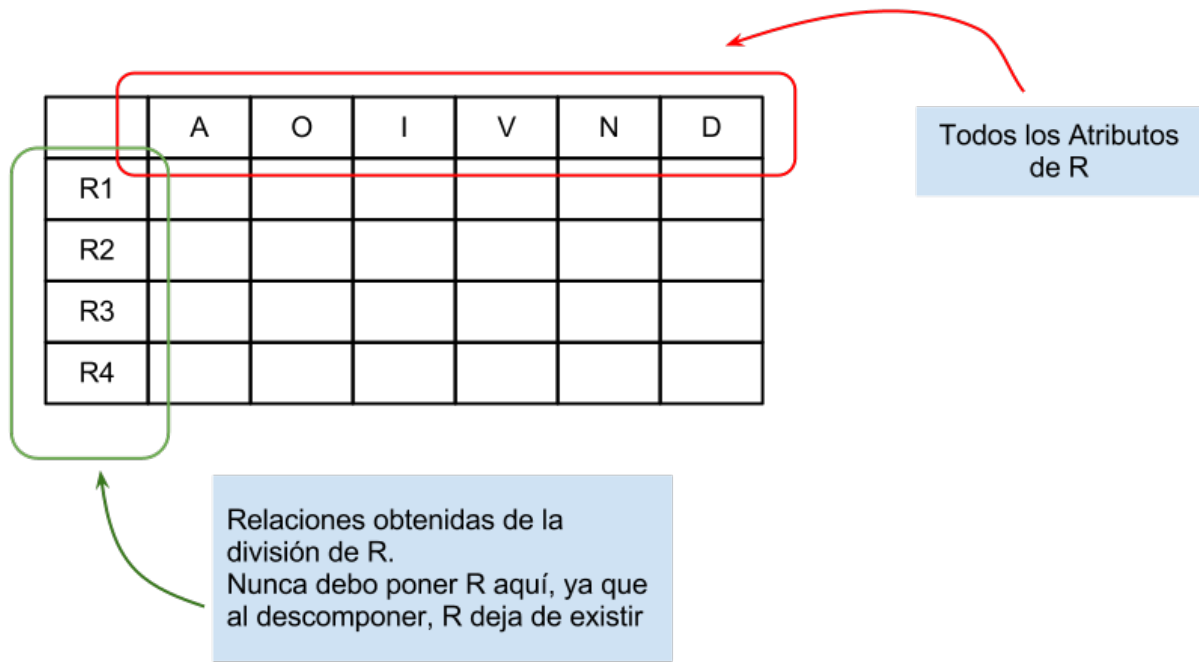 A O I V N D
R1
R2
R3
R4
Todos los Atributos
de R
Relaciones obtenidas de la
división de R.
Nunca debo poner R aquí, ya que
al descomponer, R deja de existir